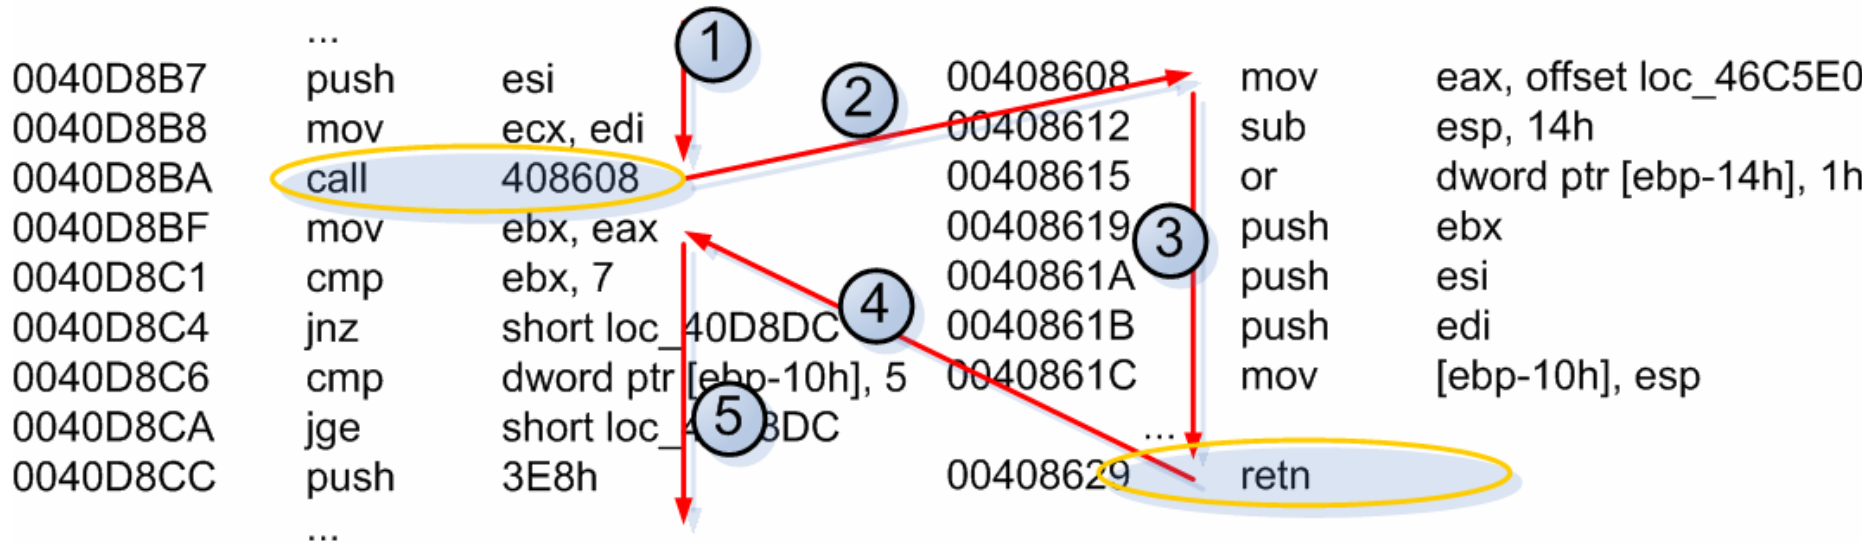 ...
0040D8B7 push esi
0040D8B8 mov ecx, edi
0040D8BA call 408608
0040D8BF mov ebx, eax
0040D8C1 cmp ebx, 7
0040D8C4 jnz short loc_40D8DC
0040D8C6 cmp dword ptr [ebp-10h], 5
0040D8CA jge short loc_4 8DC
0040D8CC push 3E8h
...
00408608 mov eax, offset loc_46C5E0
00408612 sub esp, 14h
00408615 or dword ptr [ebp-14h], 1h
00408619 push ebx
0040861A push esi
0040861B push edi
0040861C mov [ebp-10h], esp
...
00408629 retn
1
2
3
4
5